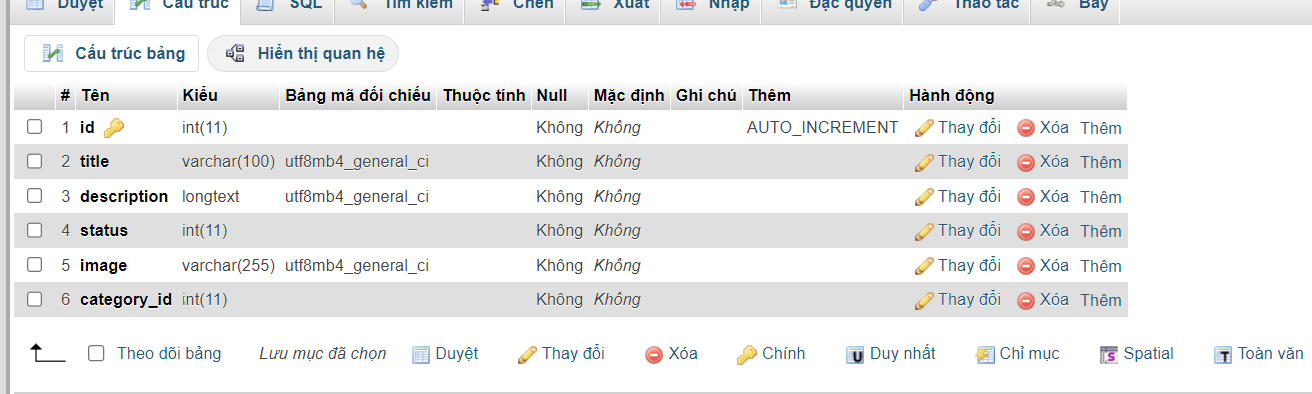 Duyệt Cấu trúc SQL Tìm kiếm Chèn Xuất Nhập Đặc quyền Thao tác Bẫy
Cấu trúc bảng Hiển thị quan hệ
# Tên Kiểu Bảng mã đối chiếu Thuộc tính Null Mặc định Ghi chú Thêm Hành động
1 id int(11) Không Không AUTO_INCREMENT Thay đổi Xóa Thêm
2 title varchar(100) utf8mb4_general_ci Không Không Thay đổi Xóa Thêm
3 description longtext utf8mb4_general_ci Không Không Thay đổi Xóa Thêm
4 status int(11) Không Không Thay đổi Xóa Thêm
5 image varchar(255) utf8mb4_general_ci Không Không Thay đổi Xóa Thêm
6 category_id int(11) Không Không Thay đổi Xóa Thêm
Theo dõi bảng Lưu mục đã chọn Duyệt Thay đổi Xóa Chính U Duy nhất Chỉ mục S Spatial T Toàn văn